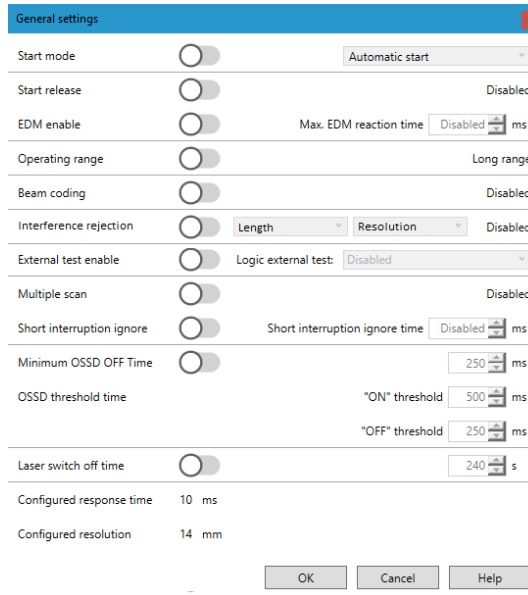 General settings
Start mode Automatic start
Start release Disabled
EDM enable Max. EDM reaction time Disabled ms
Operating range Long range
Beam coding Disabled
Interference rejection Length Resolution Disabled
External test enable Logic external test: Disabled
Multiple scan Disabled
Short interruption ignore Short interruption ignore time Disabled ms
Minimum OSSD OFF Time 250 ms
OSSD threshold time "ON" threshold 500 ms
"OFF" threshold 250 ms
Laser switch off time 240 s
Configured response time 10 ms
Configured resolution 14 mm
OK Cancel Help